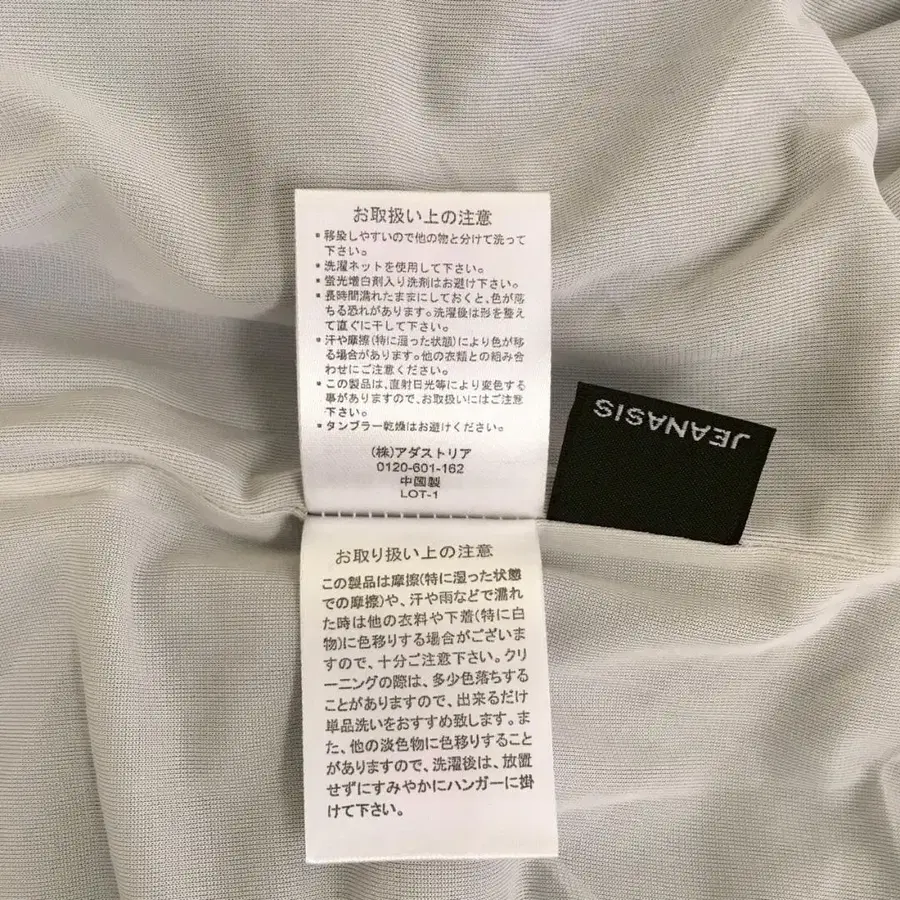 お取扱い上の注意
▪移染しやすいので他の物と分けて洗って
下さい。
▪洗濯ネットを使用して下さい。
▪蛍光増白剤入り洗剤はお避け下さい。
▪長時間濡れたままにしておくと、色が落
ちる恐れがあります。洗濯後は形を整え
て直ぐに干して下さい。
▪汗や摩擦(特に湿った状態)により色が移
る場合があります。他の衣類との組み合
わせにご注意ください。
▪この製品は、直射日光等により変色する
事がありますので、お取扱いにはご注意
下さい。
▪タンブラー乾燥はお避けください。
(株)アダストリア
0120-601-162
中國製
LOT-1
JEANASIS
お取り扱い上の注意
この製品は摩擦(特に湿った状態
での摩擦)や、汗や雨などで濡れ
た時は他の衣料や下着(特に白
物)に色移りする場合がございま
すので、十分ご注意下さい。クリ
ーニングの際は、多少色落ちする
ことがありますので、出来るだけ
単品洗いをおすすめ致します。ま
た、他の淡色物に色移りすること
がありますので、洗濯後は、放置
せずにすみやかにハンガーに掛
けて下さい。